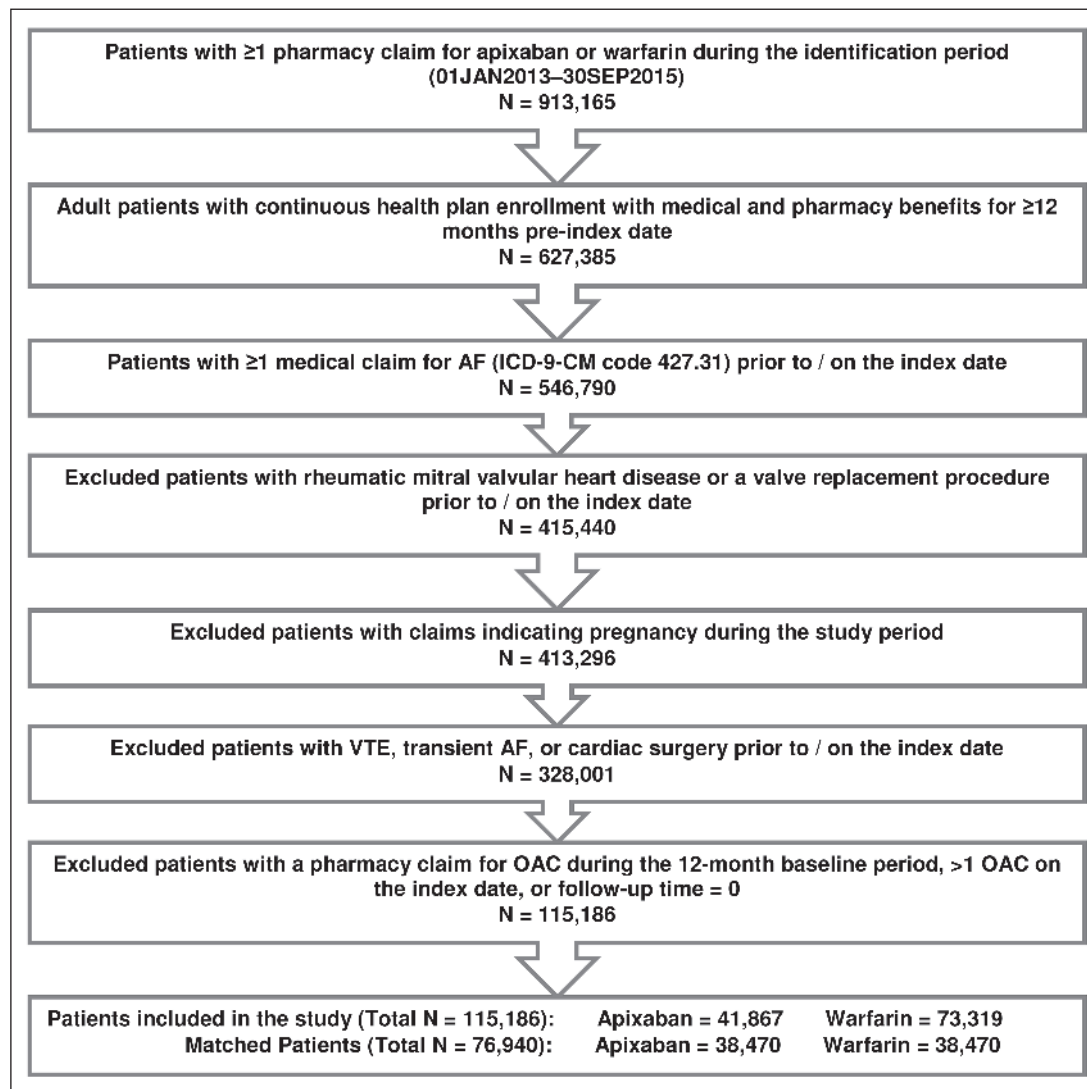 Patients with ≥1 pharmacy claim for apixaban or warfarin during the identification period
(01JAN2013–30SEP2015)
N = 913,165
Adult patients with continuous health plan enrollment with medical and pharmacy benefits for ≥12
months pre-index date
N = 627,385
Patients with ≥1 medical claim for AF (ICD-9-CM code 427.31) prior to / on the index date
N = 546,790
Excluded patients with rheumatic mitral valvular heart disease or a valve replacement procedure
prior to / on the index date
N = 415,440
Excluded patients with claims indicating pregnancy during the study period
N = 413,296
Excluded patients with VTE, transient AF, or cardiac surgery prior to / on the index date
N = 328,001
Excluded patients with a pharmacy claim for OAC during the 12-month baseline period, >1 OAC on
the index date, or follow-up time = 0
N = 115,186
Patients included in the study (Total N = 115,186): Apixaban = 41,867 Warfarin = 73,319
Matched Patients (Total N = 76,940): Apixaban = 38,470 Warfarin = 38,470